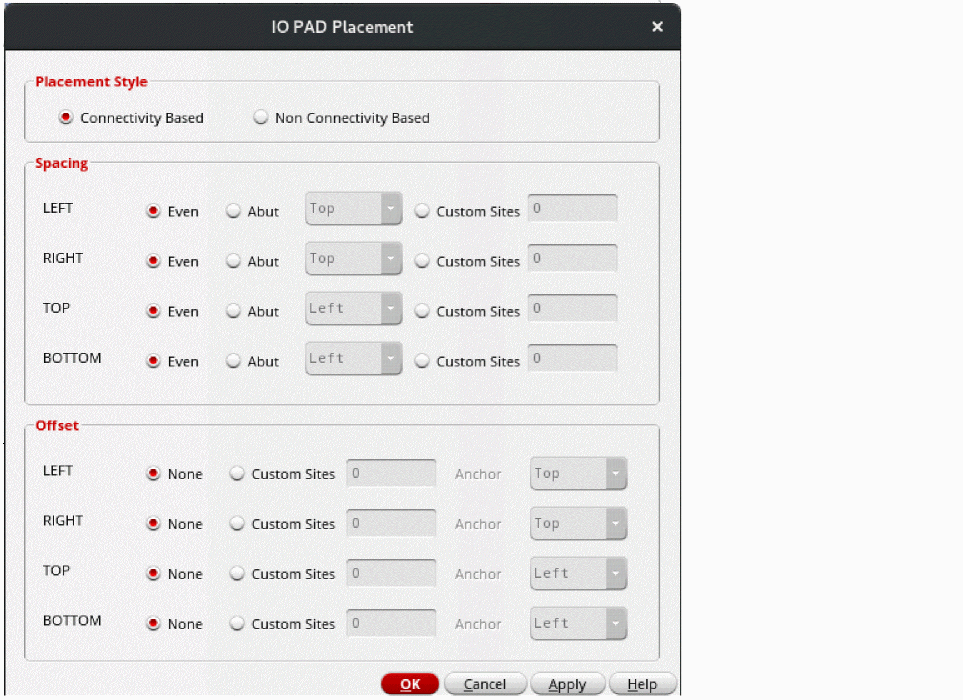 IO PAD Placement
Placement Style
Connectivity Based Non Connectivity Based
Spacing
LEFT Even Abut Top Custom Sites 0
RIGHT Even Abut Top Custom Sites 0
TOP Even Abut Left Custom Sites 0
BOTTOM Even Abut Left Custom Sites 0
Offset
LEFT None Custom Sites 0 Anchor Top
RIGHT None Custom Sites 0 Anchor Top
TOP None Custom Sites 0 Anchor Left
BOTTOM None Custom Sites 0 Anchor Left
OK Cancel Apply Help